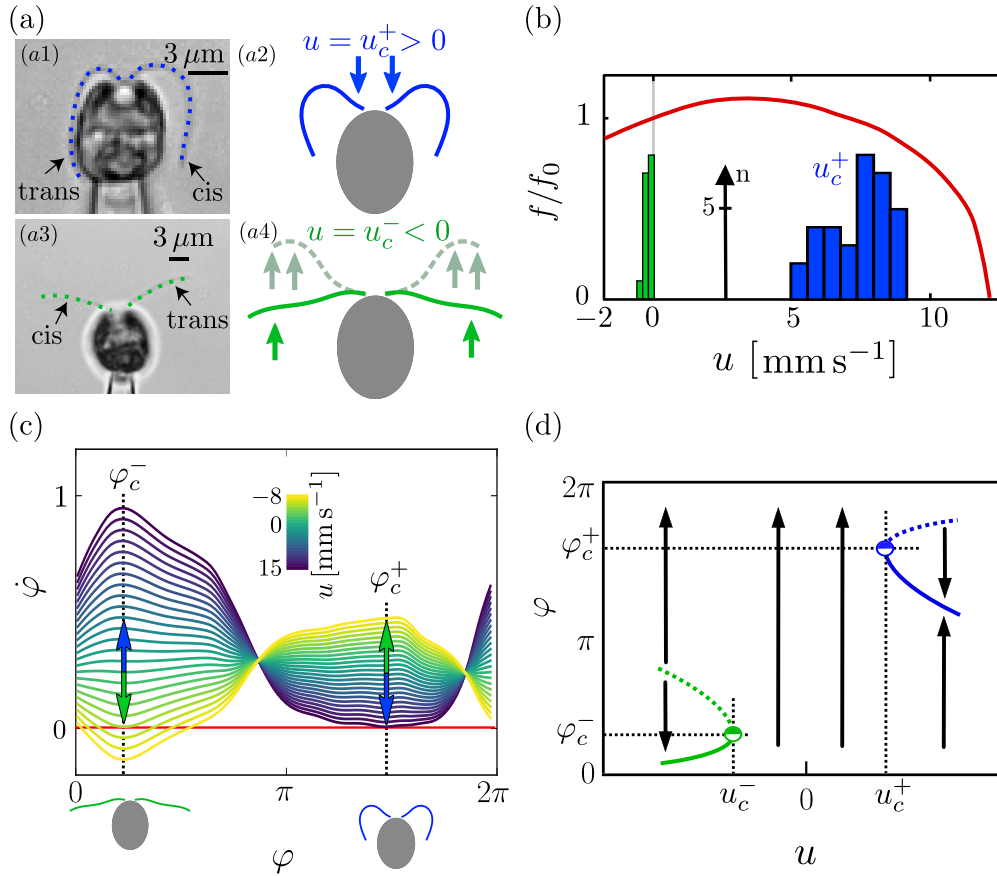 (a)
(a1)
3 μm
trans
cis
(a2)
u = u_c^+ > 0
(a3)
3 μm
cis
trans
(a4)
u = u_c^- < 0
(b)
f/f_0
1
0
n
5
u_c^+
−2
0
5
10
u [mm s^−1]
(c)
φ̇
1
0
φ_c^-
−8
0
15
u [mm s^−1]
φ_c^+
0
π
2π
φ
(d)
φ
2π
φ_c^+
π
φ_c^-
0
u_c^-
0
u_c^+
u